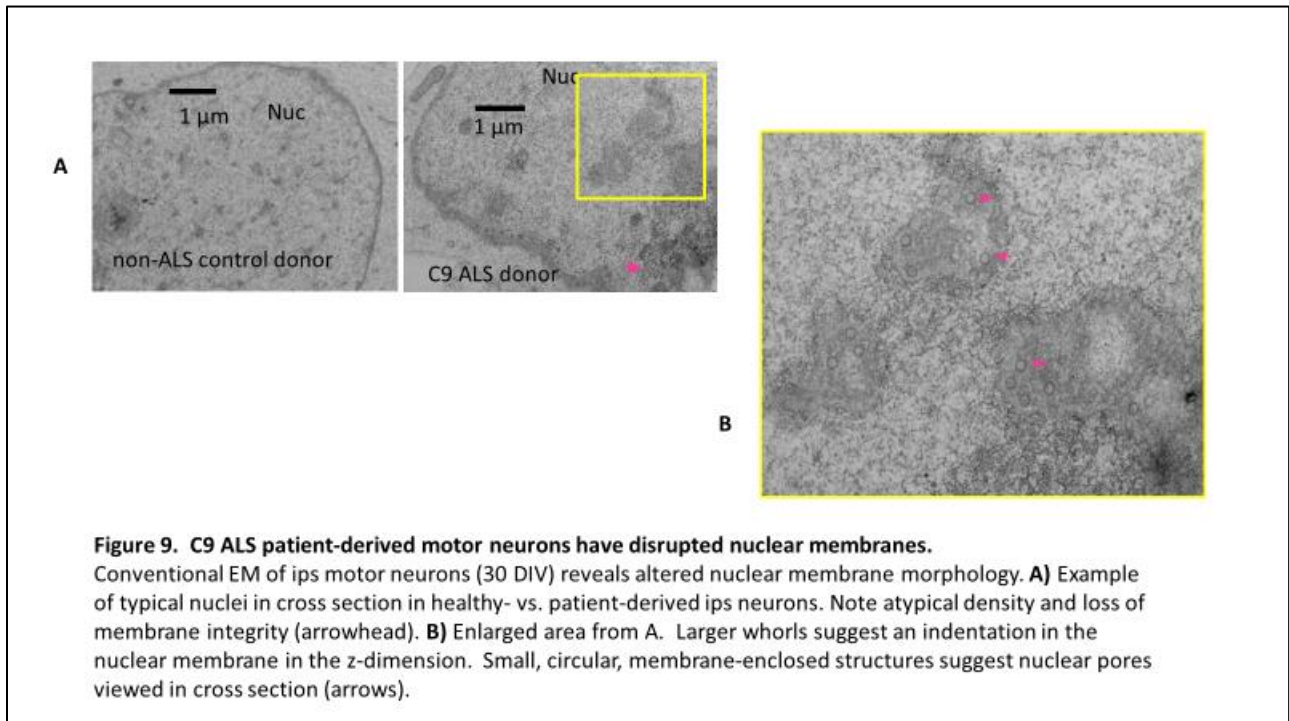 A
1 µm
Nuc
non-ALS control donor
Nuc
1 µm
C9 ALS donor
B
Figure 9. C9 ALS patient-derived motor neurons have disrupted nuclear membranes.
Conventional EM of ips motor neurons (30 DIV) reveals altered nuclear membrane morphology. A) Example
of typical nuclei in cross section in healthy- vs. patient-derived ips neurons. Note atypical density and loss of
membrane integrity (arrowhead). B) Enlarged area from A. Larger whorls suggest an indentation in the
nuclear membrane in the z-dimension. Small, circular, membrane-enclosed structures suggest nuclear pores
viewed in cross section (arrows).